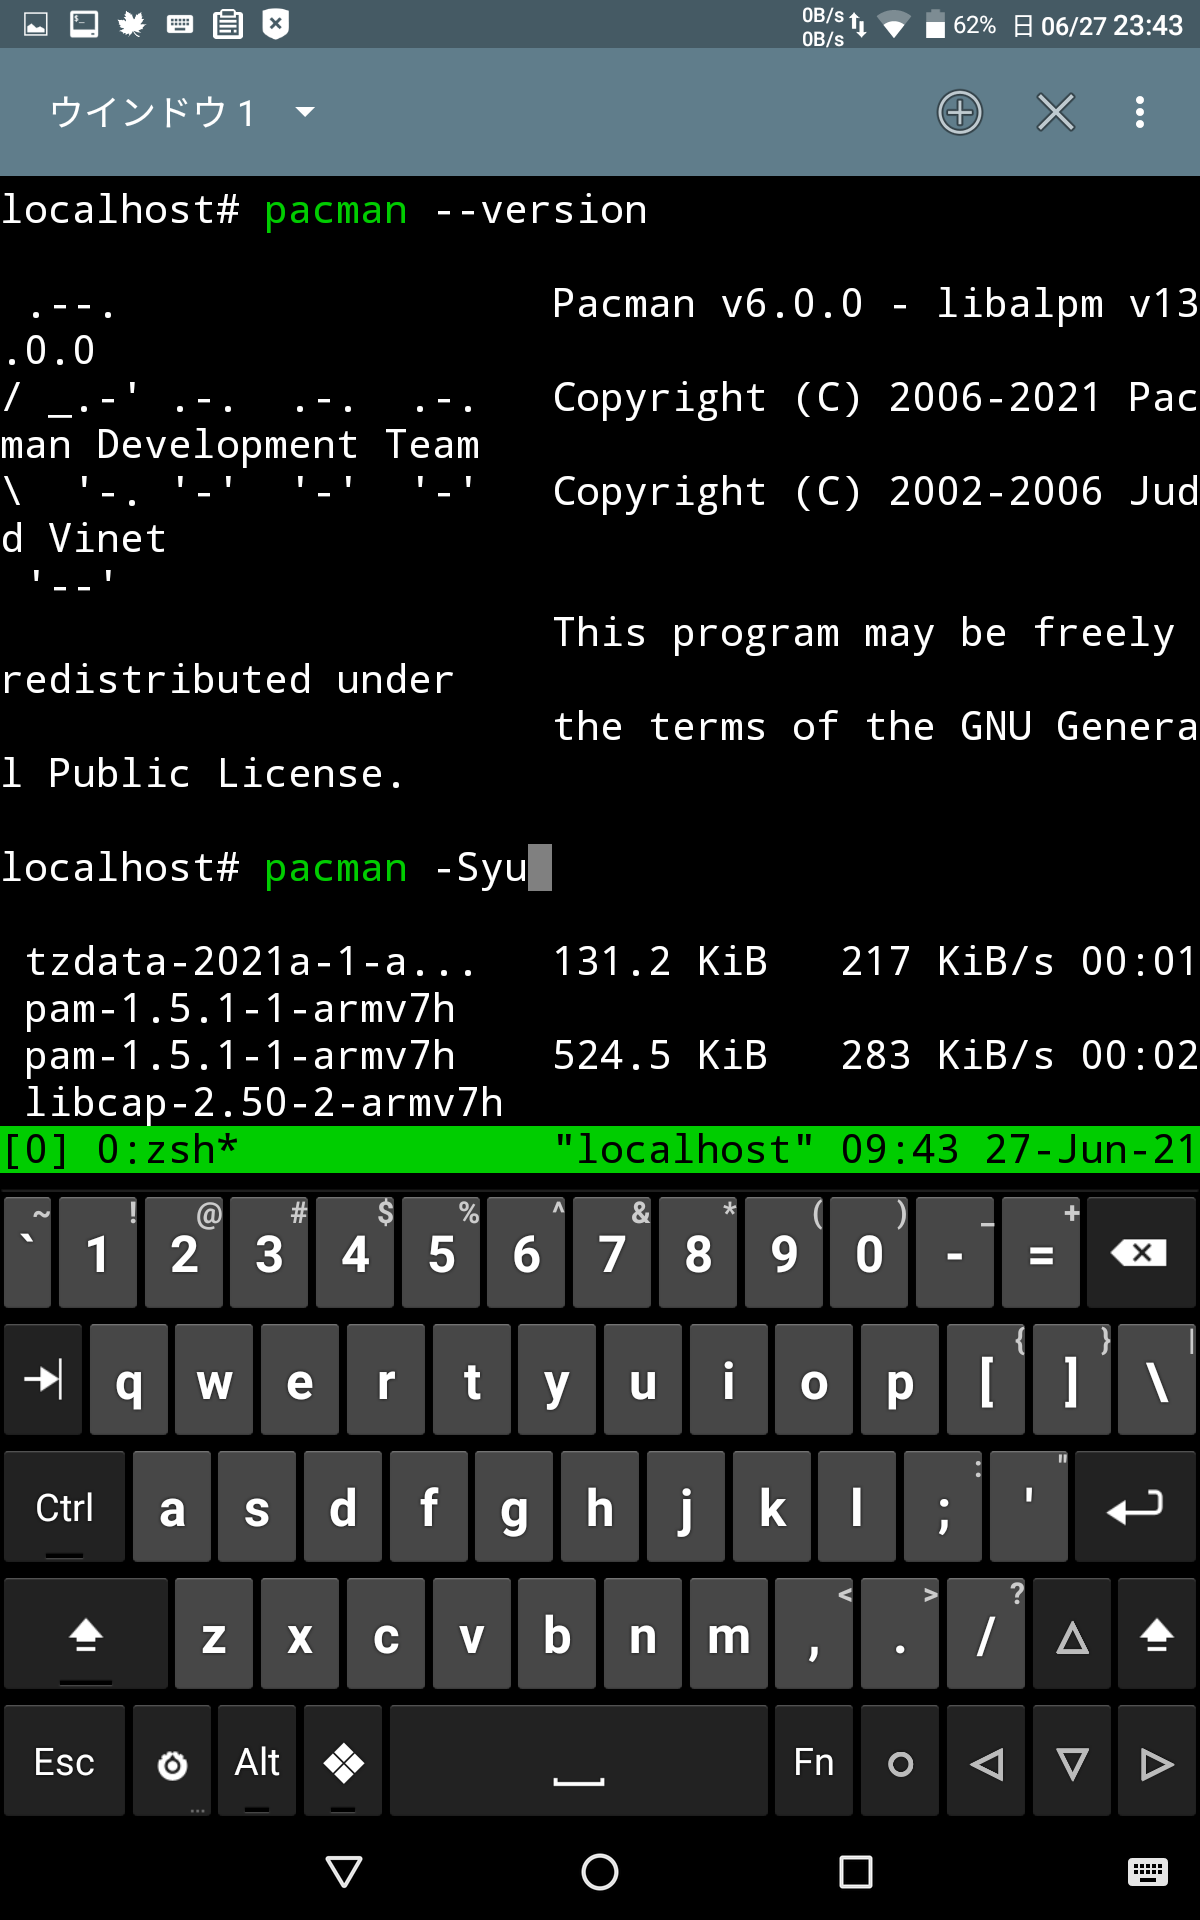 0B/s
0B/s
62% 日 06/27 23:43
ウインドウ 1
localhost# pacman --version
 .--.                  Pacman v6.0.0 - libalpm v13
.0.0
/ _.-' .-.  .-.  .-.   Copyright (C) 2006-2021 Pac
man Development Team
\  '-. '-'  '-'  '-'   Copyright (C) 2002-2006 Jud
d Vinet
 '--'
                       This program may be freely
redistributed under
                       the terms of the GNU Genera
l Public License.
localhost# pacman -Syu
 tzdata-2021a-1-a...   131.2 KiB   217 KiB/s 00:01
 pam-1.5.1-1-armv7h
 pam-1.5.1-1-armv7h    524.5 KiB   283 KiB/s 00:02
 libcap-2.50-2-armv7h
[0] 0:zsh*             "localhost" 09:43 27-Jun-21
~ ! @ # $ % ^ & * ( ) _ +
` 1 2 3 4 5 6 7 8 9 0 - =
{ } |
q w e r t y u i o p [ ] \
: "
Ctrl a s d f g h j k l ; '
< > ?
z x c v b n m , . /
Esc Alt Fn